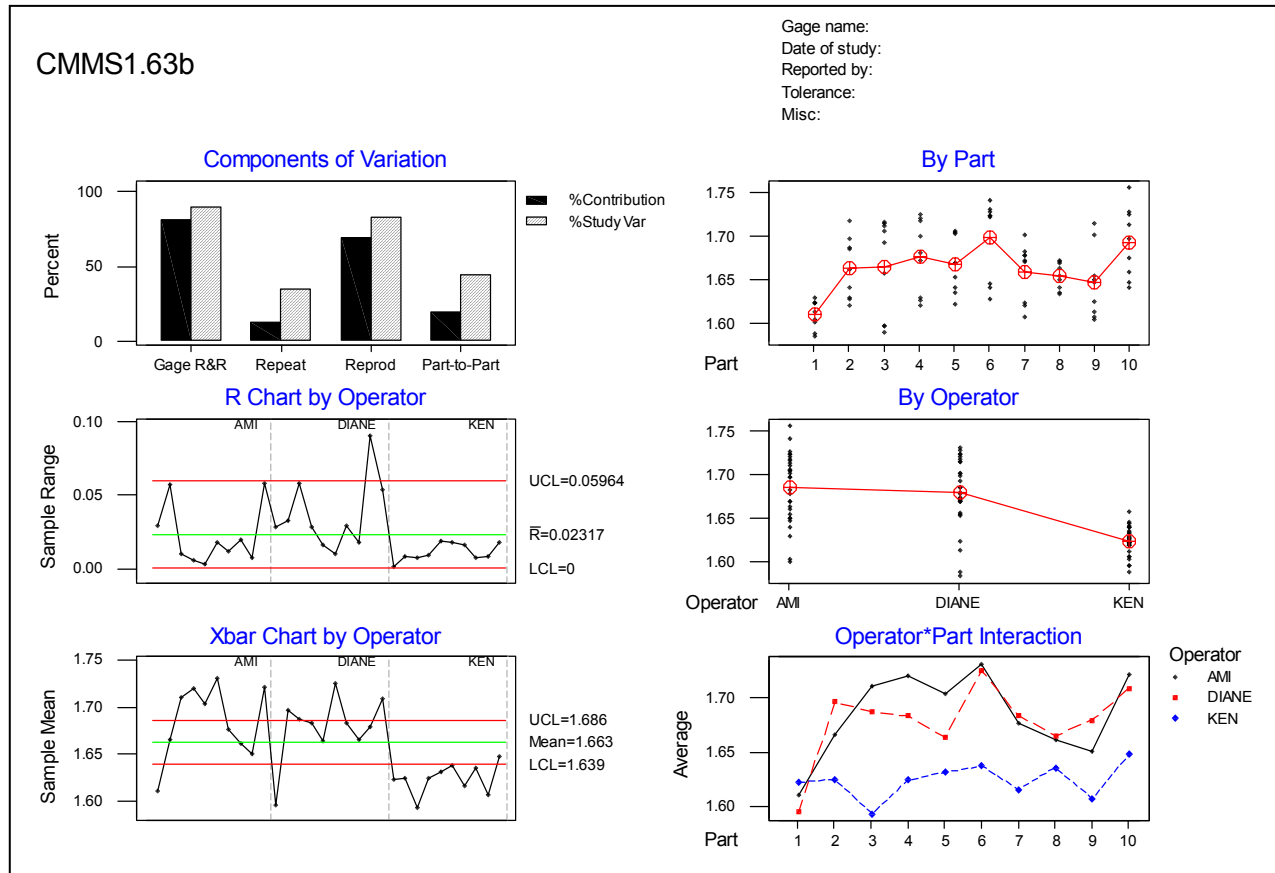 CMMS1.63b
Gage name:
Date of study:
Reported by:
Tolerance:
Misc:
Components of Variation
100
50
0
Percent
Gage R&R Repeat Reprod Part-to-Part
%Contribution
%Study Var
By Part
1.75
1.70
1.65
1.60
Part 1 2 3 4 5 6 7 8 9 10
R Chart by Operator
AMI DIANE KEN
0.10
0.05
0.00
Sample Range
UCL=0.05964
R̅=0.02317
LCL=0
By Operator
1.75
1.70
1.65
1.60
Operator AMI DIANE KEN
Xbar Chart by Operator
AMI DIANE KEN
1.75
1.70
1.65
1.60
Sample Mean
UCL=1.686
Mean=1.663
LCL=1.639
Operator*Part Interaction
1.70
1.65
1.60
Average
Part 1 2 3 4 5 6 7 8 9 10
Operator
AMI
DIANE
KEN